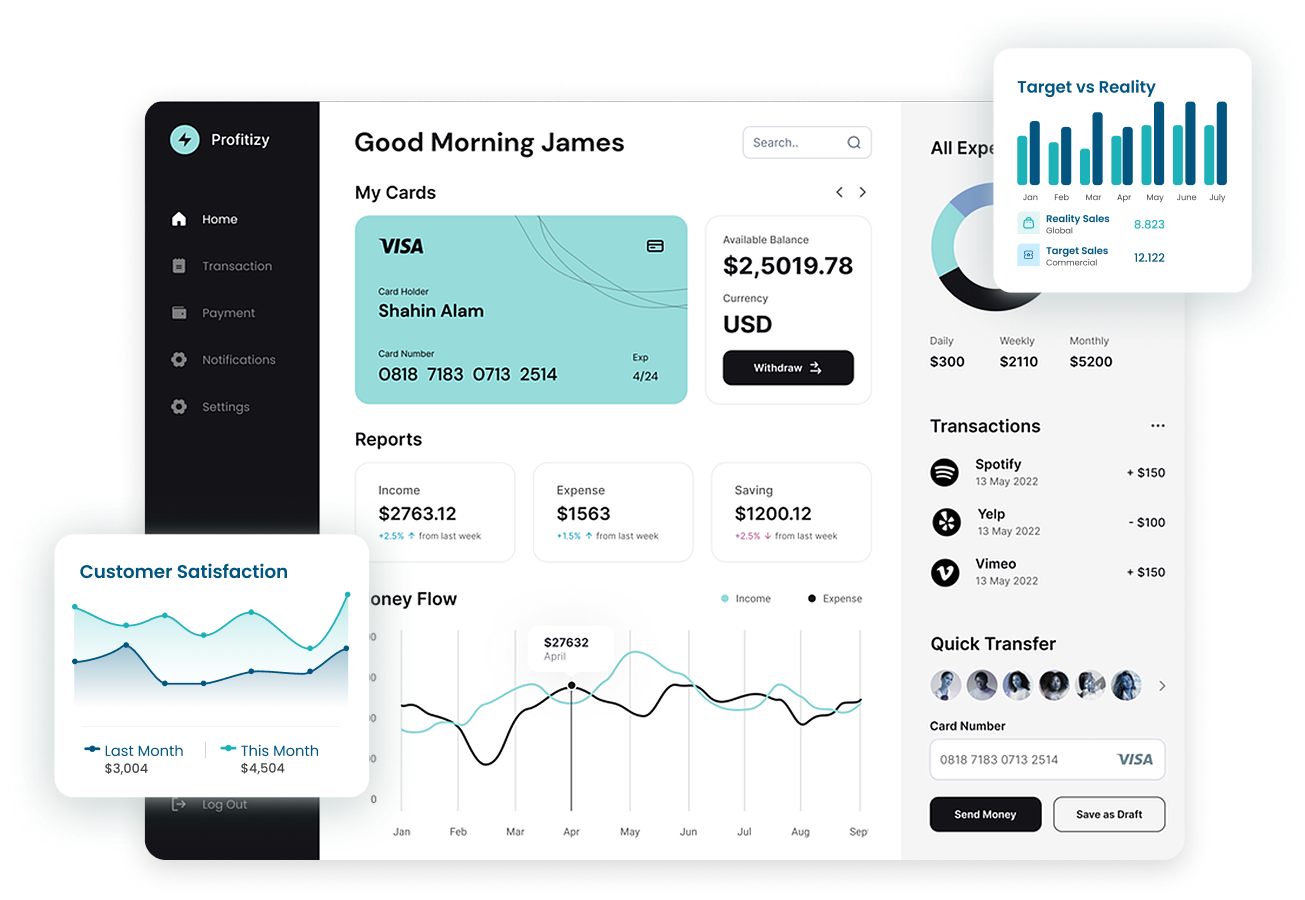 Profitizy
Home
Transaction
Payment
Notifications
Settings
Log Out
Good Morning James
Search..
My Cards
VISA
Card Holder
Shahin Alam
Card Number
0818 7183 0713 2514
Exp
4/24
Available Balance
$2,5019.78
Currency
USD
Withdraw
Reports
Income
$2763.12
+2.5% ↑ from last week
Expense
$1563
+1.5% ↑ from last week
Saving
$1200.12
+2.5% ↓ from last week
oney Flow
Income
Expense
$27632
April
0
Jan Feb Mar Apr May Jun Jul Aug Sep
Customer Satisfaction
Last Month
$3,004
This Month
$4,504
All Expe
Target vs Reality
Jan Feb Mar Apr May June July
Reality Sales
Global
8.823
Target Sales
Commercial
12.122
Daily
$300
Weekly
$2110
Monthly
$5200
Transactions
Spotify
13 May 2022
+ $150
Yelp
13 May 2022
- $100
Vimeo
13 May 2022
+ $150
Quick Transfer
Card Number
0818 7183 0713 2514
VISA
Send Money
Save as Draft